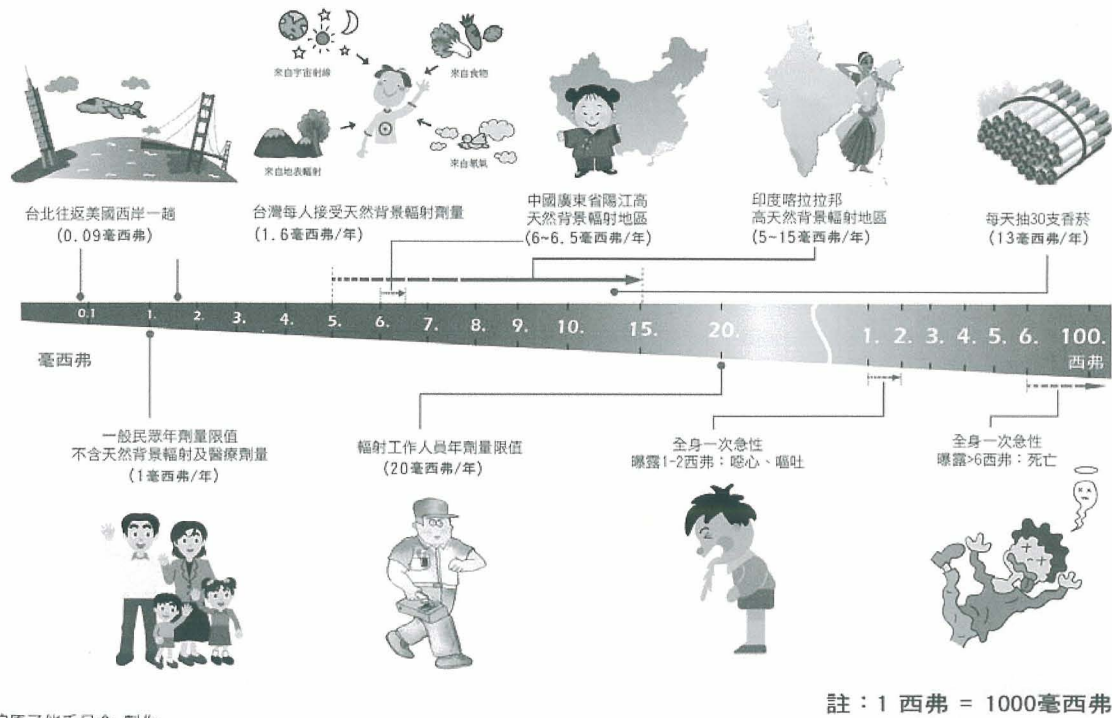 來自宇宙射線
來自食物
來自地表輻射
來自氡氣
台北往返美國西岸一趟
(0.09毫西弗)
台灣每人接受天然背景輻射劑量
(1.6毫西弗/年)
中國廣東省陽江高
天然背景輻射地區
(6~6.5毫西弗/年)
印度喀拉拉邦
高天然背景輻射地區
(5~15毫西弗/年)
每天抽30支香菸
(13毫西弗/年)
0.1 1. 2. 3. 4. 5. 6. 7. 8. 9. 10. 15. 20. 1. 2. 3. 4. 5. 6. 100.
毫西弗
西弗
一般民眾年劑量限值
不含天然背景輻射及醫療劑量
(1毫西弗/年)
輻射工作人員年劑量限值
(20毫西弗/年)
全身一次急性
曝露1-2西弗：噁心、嘔吐
全身一次急性
曝露>6西弗：死亡
註：1 西弗 = 1000毫西弗